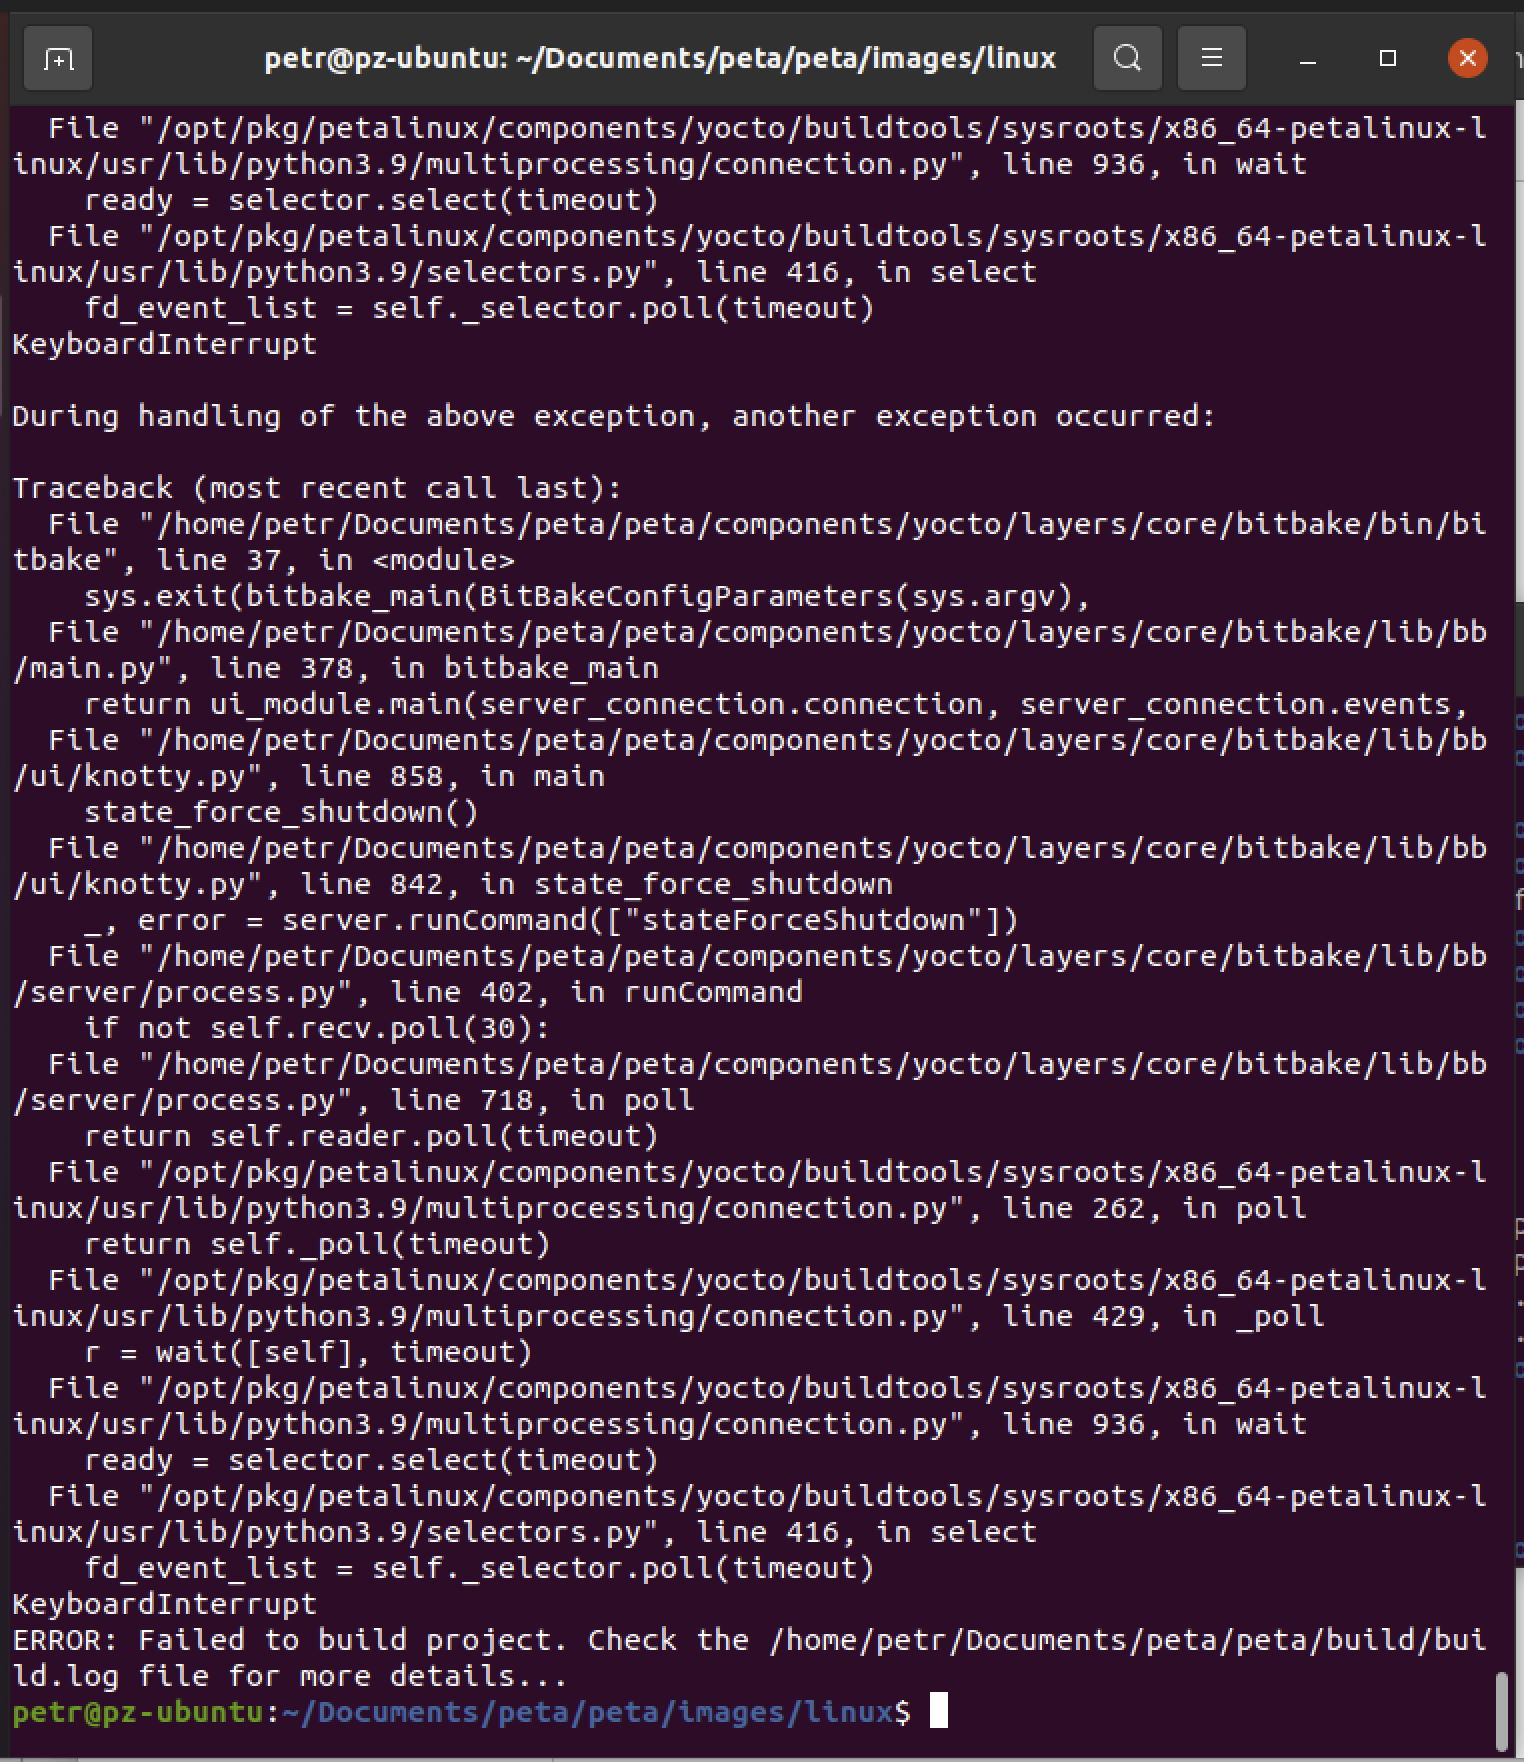 petr@pz-ubuntu: ~/Documents/peta/peta/images/linux
  File "/opt/pkg/petalinux/components/yocto/buildtools/sysroots/x86_64-petalinux-l
inux/usr/lib/python3.9/multiprocessing/connection.py", line 936, in wait
    ready = selector.select(timeout)
  File "/opt/pkg/petalinux/components/yocto/buildtools/sysroots/x86_64-petalinux-l
inux/usr/lib/python3.9/selectors.py", line 416, in select
    fd_event_list = self._selector.poll(timeout)
KeyboardInterrupt

During handling of the above exception, another exception occurred:

Traceback (most recent call last):
  File "/home/petr/Documents/peta/peta/components/yocto/layers/core/bitbake/bin/bi
tbake", line 37, in <module>
    sys.exit(bitbake_main(BitBakeConfigParameters(sys.argv),
  File "/home/petr/Documents/peta/peta/components/yocto/layers/core/bitbake/lib/bb
/main.py", line 378, in bitbake_main
    return ui_module.main(server_connection.connection, server_connection.events,
  File "/home/petr/Documents/peta/peta/components/yocto/layers/core/bitbake/lib/bb
/ui/knotty.py", line 858, in main
    state_force_shutdown()
  File "/home/petr/Documents/peta/peta/components/yocto/layers/core/bitbake/lib/bb
/ui/knotty.py", line 842, in state_force_shutdown
    _, error = server.runCommand(["stateForceShutdown"])
  File "/home/petr/Documents/peta/peta/components/yocto/layers/core/bitbake/lib/bb
/server/process.py", line 402, in runCommand
    if not self.recv.poll(30):
  File "/home/petr/Documents/peta/peta/components/yocto/layers/core/bitbake/lib/bb
/server/process.py", line 718, in poll
    return self.reader.poll(timeout)
  File "/opt/pkg/petalinux/components/yocto/buildtools/sysroots/x86_64-petalinux-l
inux/usr/lib/python3.9/multiprocessing/connection.py", line 262, in poll
    return self._poll(timeout)
  File "/opt/pkg/petalinux/components/yocto/buildtools/sysroots/x86_64-petalinux-l
inux/usr/lib/python3.9/multiprocessing/connection.py", line 429, in _poll
    r = wait([self], timeout)
  File "/opt/pkg/petalinux/components/yocto/buildtools/sysroots/x86_64-petalinux-l
inux/usr/lib/python3.9/multiprocessing/connection.py", line 936, in wait
    ready = selector.select(timeout)
  File "/opt/pkg/petalinux/components/yocto/buildtools/sysroots/x86_64-petalinux-l
inux/usr/lib/python3.9/selectors.py", line 416, in select
    fd_event_list = self._selector.poll(timeout)
KeyboardInterrupt
ERROR: Failed to build project. Check the /home/petr/Documents/peta/peta/build/bui
ld.log file for more details...
petr@pz-ubuntu:~/Documents/peta/peta/images/linux$